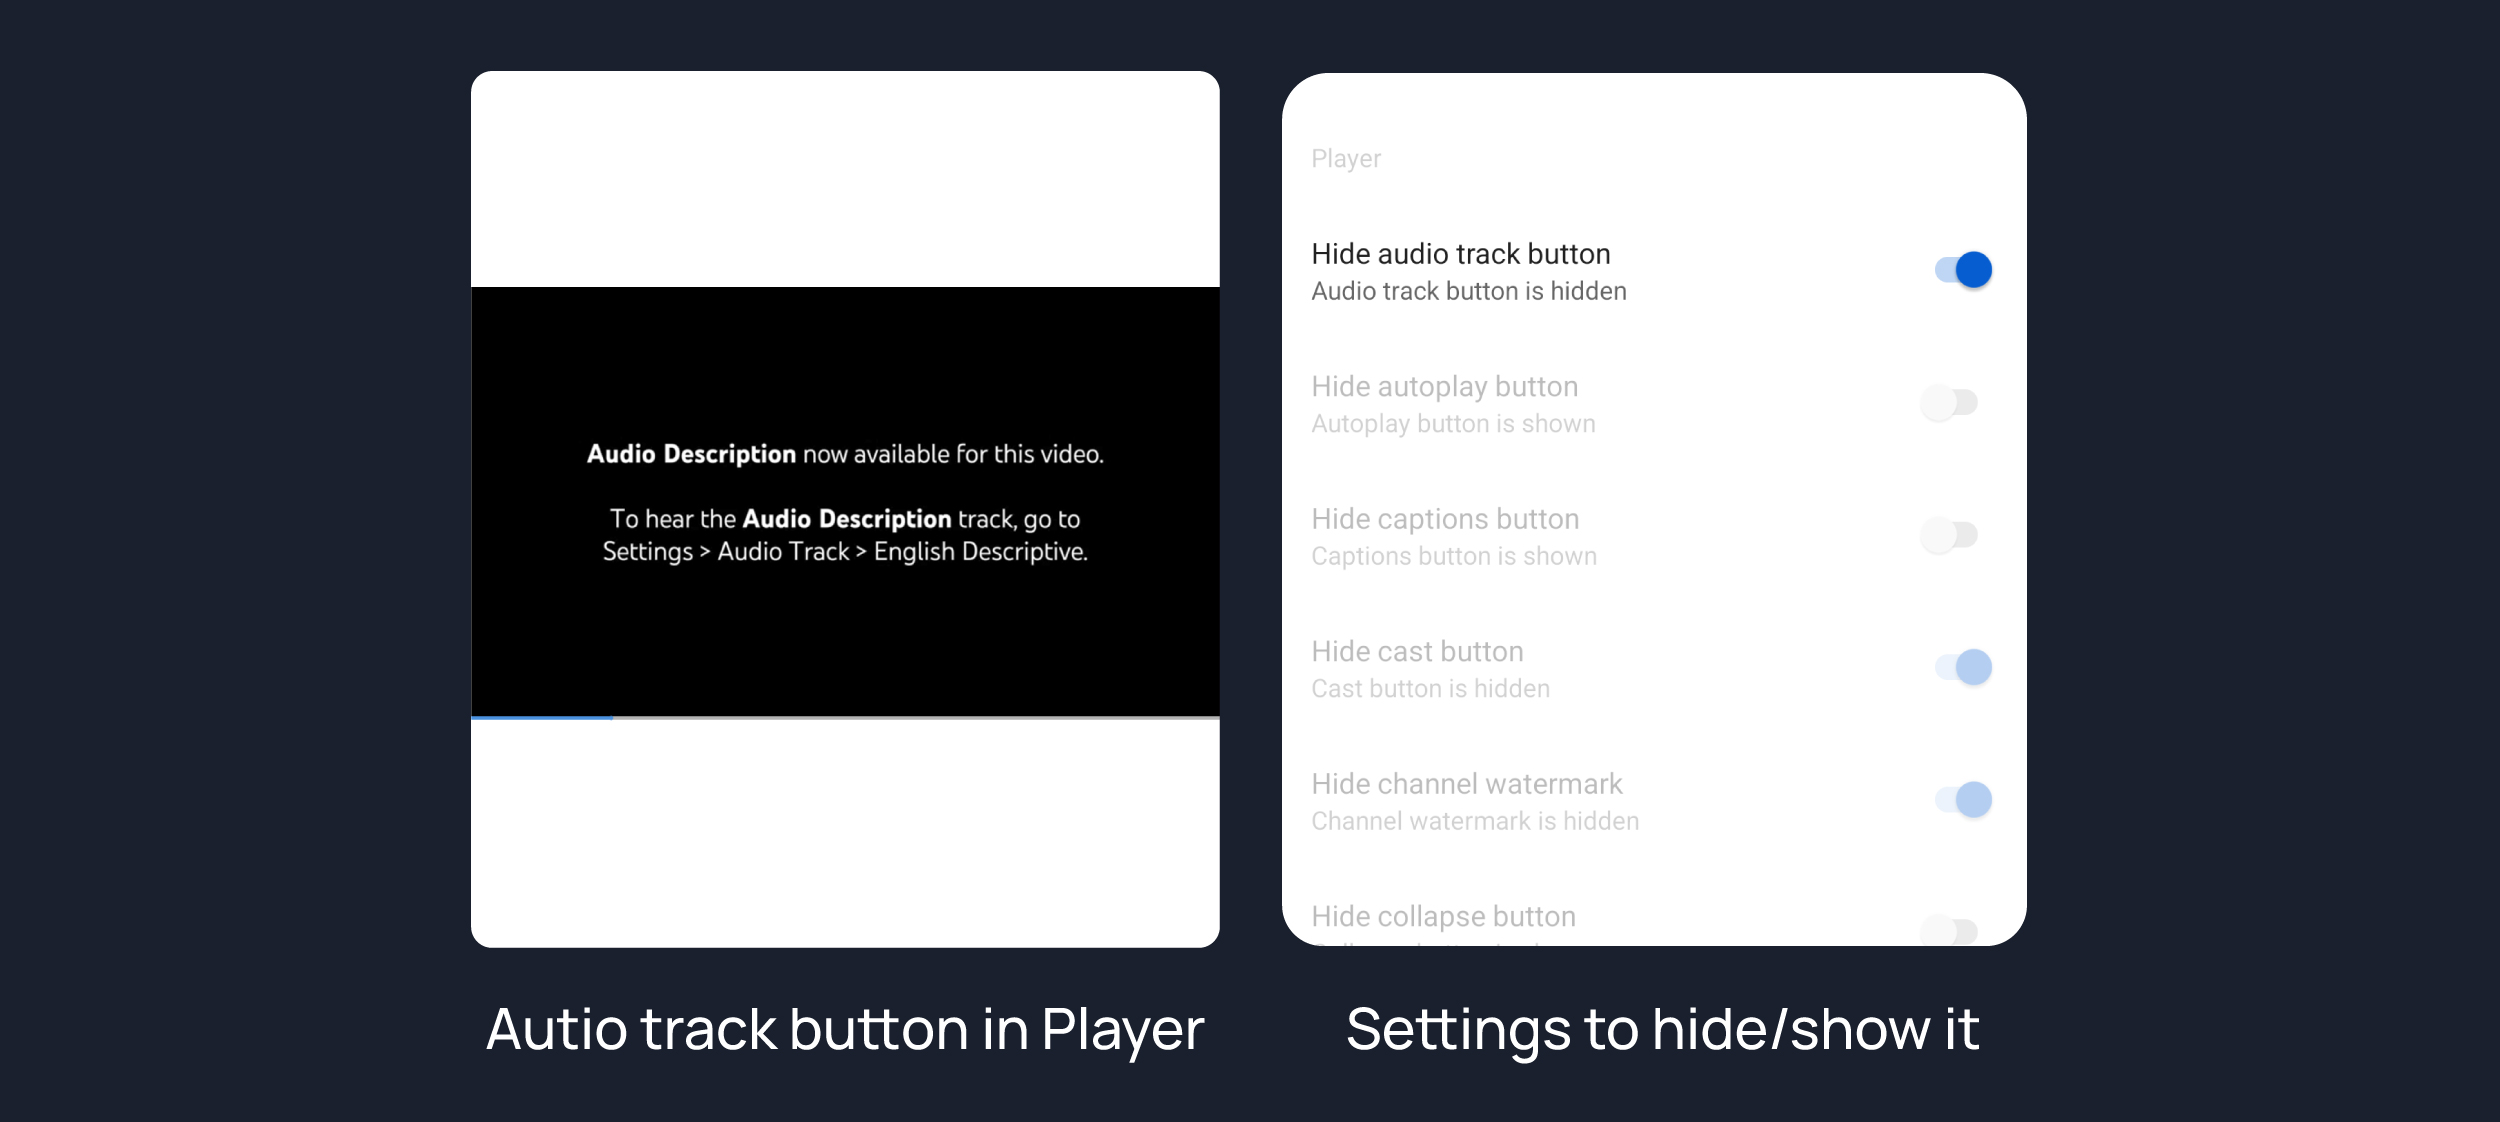 Audio Description now available for this video.
To hear the Audio Description track, go to
Settings > Audio Track > English Descriptive.
Autio track button in Player
Player
Hide audio track button
Audio track button is hidden
Hide autoplay button
Autoplay button is shown
Hide captions button
Captions button is shown
Hide cast button
Cast button is hidden
Hide channel watermark
Channel watermark is hidden
Hide collapse button
Settings to hide/show it